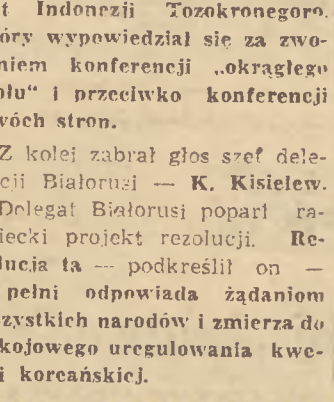 t Indonezji Tozokronegoro,
óry wypowiedział się za zwo-
niem konferencji „okrągłego
ołu" i przeciwko konferencji
wóch stron.
Z kolei zabrał głos szef dele-
cji Białorusi — K. Kisielew.
Delegat Białorusi poparł ra-
iecki projekt rezolucji. Re-
lucja ta — podkreślił on —
pełni odpowiada żądaniom
szystkich narodów i zmierza do
kojowego uregulowania kwe-
i koreańskiej.